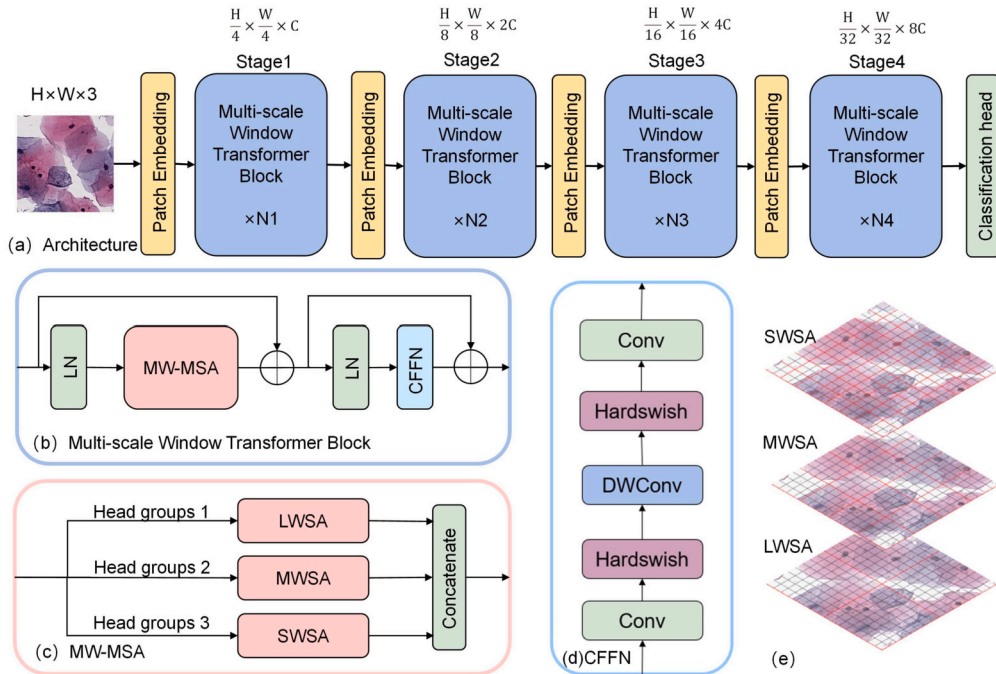 H/4 × W/4 × C
H/8 × W/8 × 2C
H/16 × W/16 × 4C
H/32 × W/32 × 8C
Stage1
Stage2
Stage3
Stage4
H×W×3
Patch Embedding
Multi-scale
Window
Transformer
Block
×N1
Patch Embedding
Multi-scale
Window
Transformer
Block
×N2
Patch Embedding
Multi-scale
Window
Transformer
Block
×N3
Patch Embedding
Multi-scale
Window
Transformer
Block
×N4
Classification head
(a) Architecture
LN
MW-MSA
LN
CFFN
(b) Multi-scale Window Transformer Block
Head groups 1
LWSA
Head groups 2
MWSA
Head groups 3
SWSA
Concatenate
(c) MW-MSA
Conv
Hardswish
DWConv
Hardswish
Conv
(d)CFFN
SWSA
MWSA
LWSA
(e)